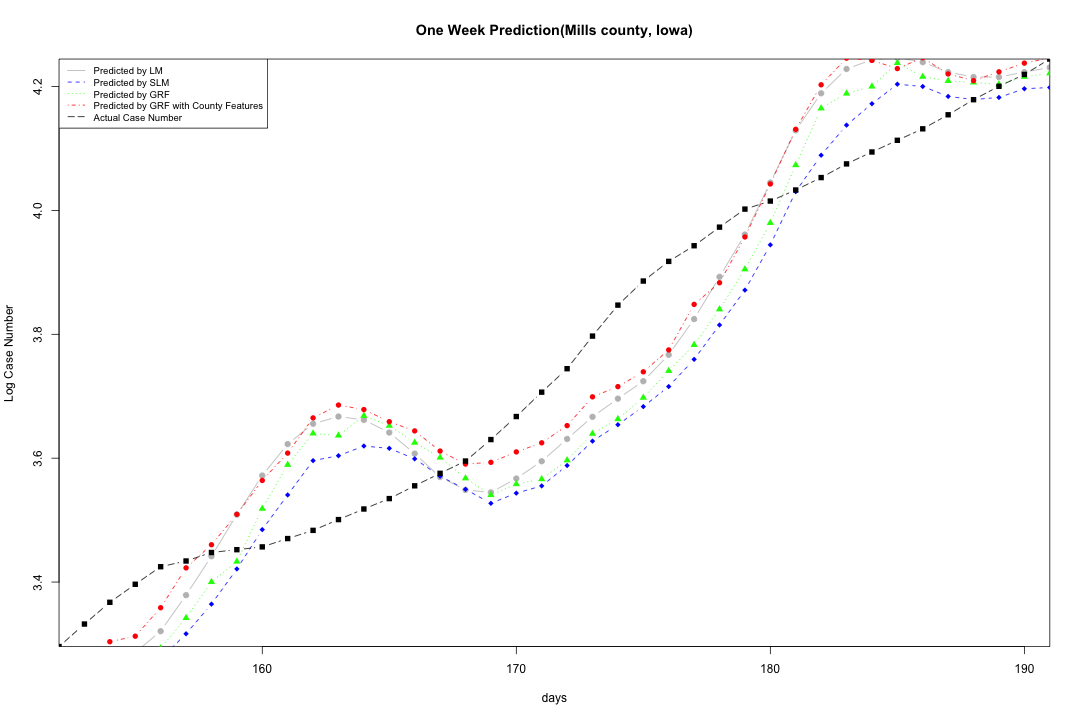 One Week Prediction(Mills county, Iowa)
Predicted by LM
Predicted by SLM
Predicted by GRF
Predicted by GRF with County Features
Actual Case Number
4.2
4.0
3.8
3.6
3.4
Log Case Number
160
170
180
190
days